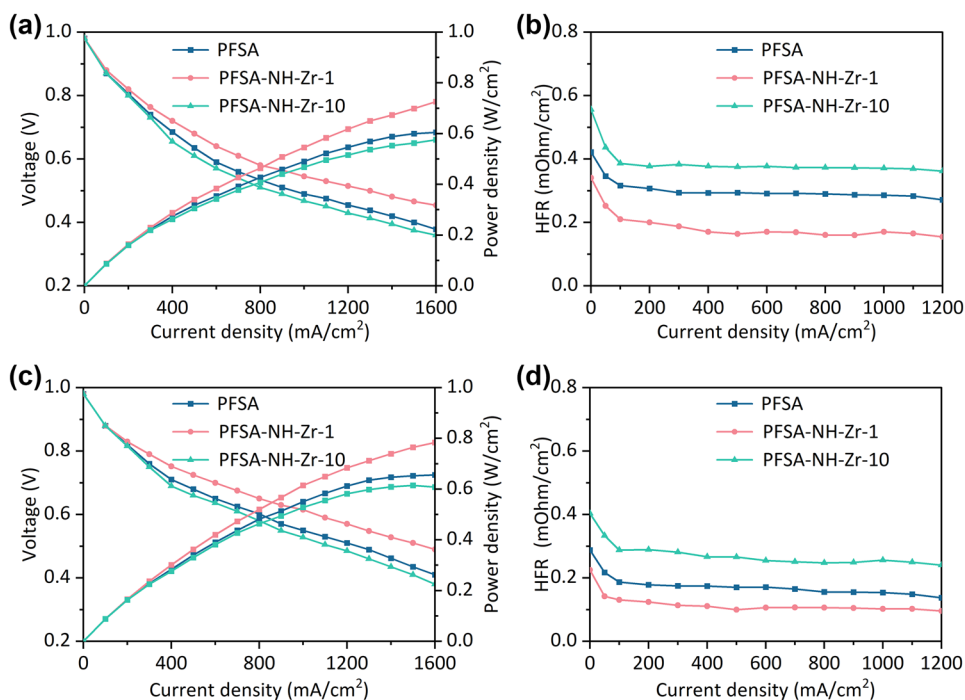 (a)
1.0
0.8
0.6
0.4
0.2
Voltage (V)
PFSA
PFSA-NH-Zr-1
PFSA-NH-Zr-10
1.0
0.8
0.6
0.4
0.2
0.0
Power density (W/cm²)
0 400 800 1200 1600
Current density (mA/cm²)
(b)
0.8
0.6
0.4
0.2
0.0
HFR (mOhm/cm²)
PFSA
PFSA-NH-Zr-1
PFSA-NH-Zr-10
0 200 400 600 800 1000 1200
Current density (mA/cm²)
(c)
1.0
0.8
0.6
0.4
0.2
Voltage (V)
PFSA
PFSA-NH-Zr-1
PFSA-NH-Zr-10
1.0
0.8
0.6
0.4
0.2
0.0
Power density (W/cm²)
0 400 800 1200 1600
Current density (mA/cm²)
(d)
0.8
0.6
0.4
0.2
0.0
HFR (mOhm/cm²)
PFSA
PFSA-NH-Zr-1
PFSA-NH-Zr-10
0 200 400 600 800 1000 1200
Current density (mA/cm²)